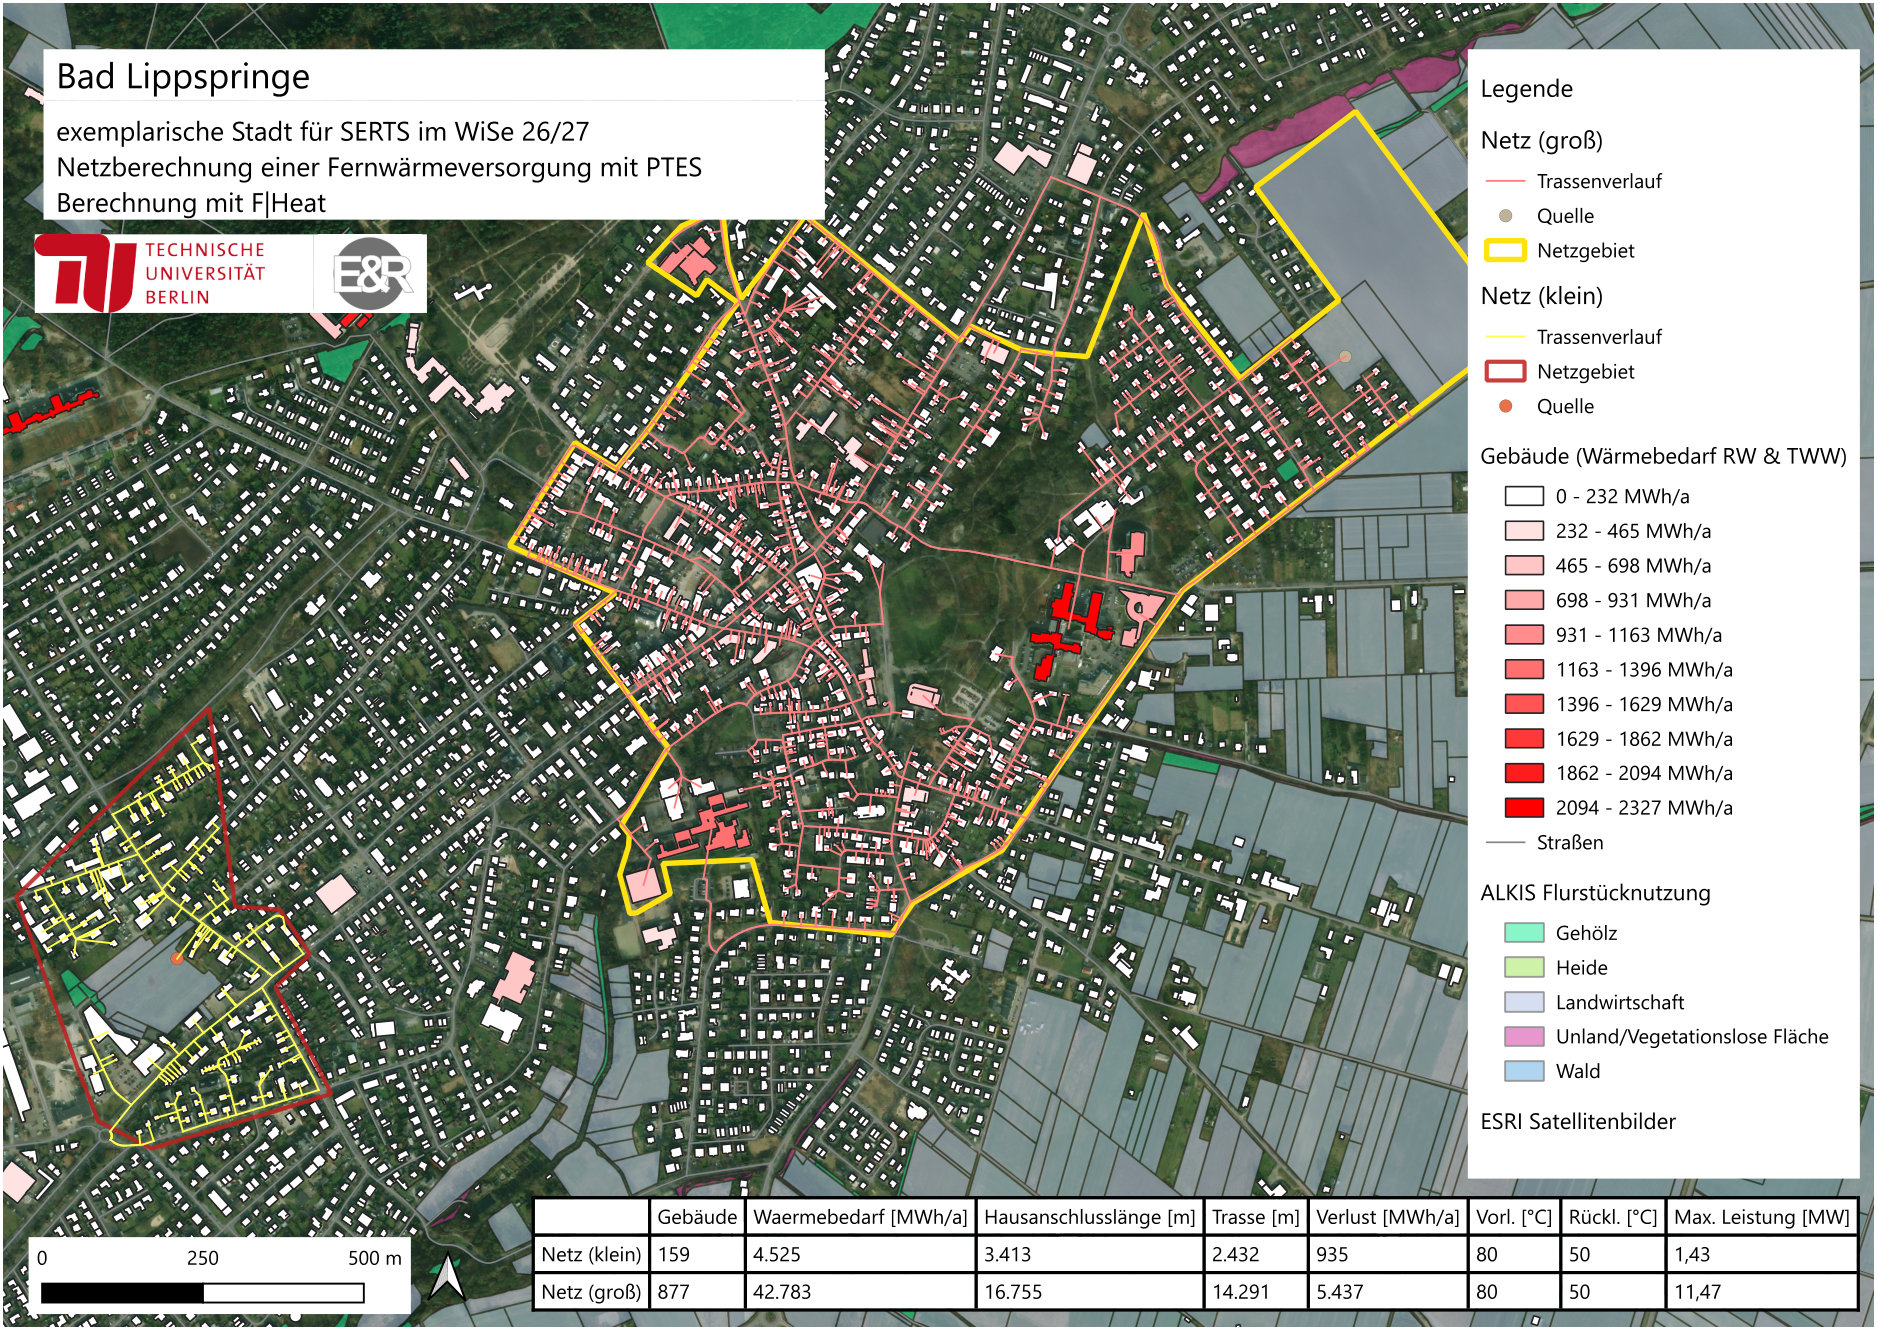 Bad Lippspringe
exemplarische Stadt für SERTS im WiSe 26/27
Netzberechnung einer Fernwärmeversorgung mit PTES
Berechnung mit F|Heat
TECHNISCHE
UNIVERSITÄT
BERLIN
E&R
Legende
Netz (groß)
Trassenverlauf
Quelle
Netzgebiet
Netz (klein)
Trassenverlauf
Netzgebiet
Quelle
Gebäude (Wärmebedarf RW & TWW)
0 - 232 MWh/a
232 - 465 MWh/a
465 - 698 MWh/a
698 - 931 MWh/a
931 - 1163 MWh/a
1163 - 1396 MWh/a
1396 - 1629 MWh/a
1629 - 1862 MWh/a
1862 - 2094 MWh/a
2094 - 2327 MWh/a
Straßen
ALKIS Flurstücknutzung
Gehölz
Heide
Landwirtschaft
Unland/Vegetationslose Fläche
Wald
ESRI Satellitenbilder
0 250 500 m
Gebäude Waermebedarf [MWh/a] Hausanschlusslänge [m] Trasse [m] Verlust [MWh/a] Vorl. [°C] Rückl. [°C] Max. Leistung [MW]
Netz (klein) 159 4.525 3.413 2.432 935 80 50 1,43
Netz (groß) 877 42.783 16.755 14.291 5.437 80 50 11,47